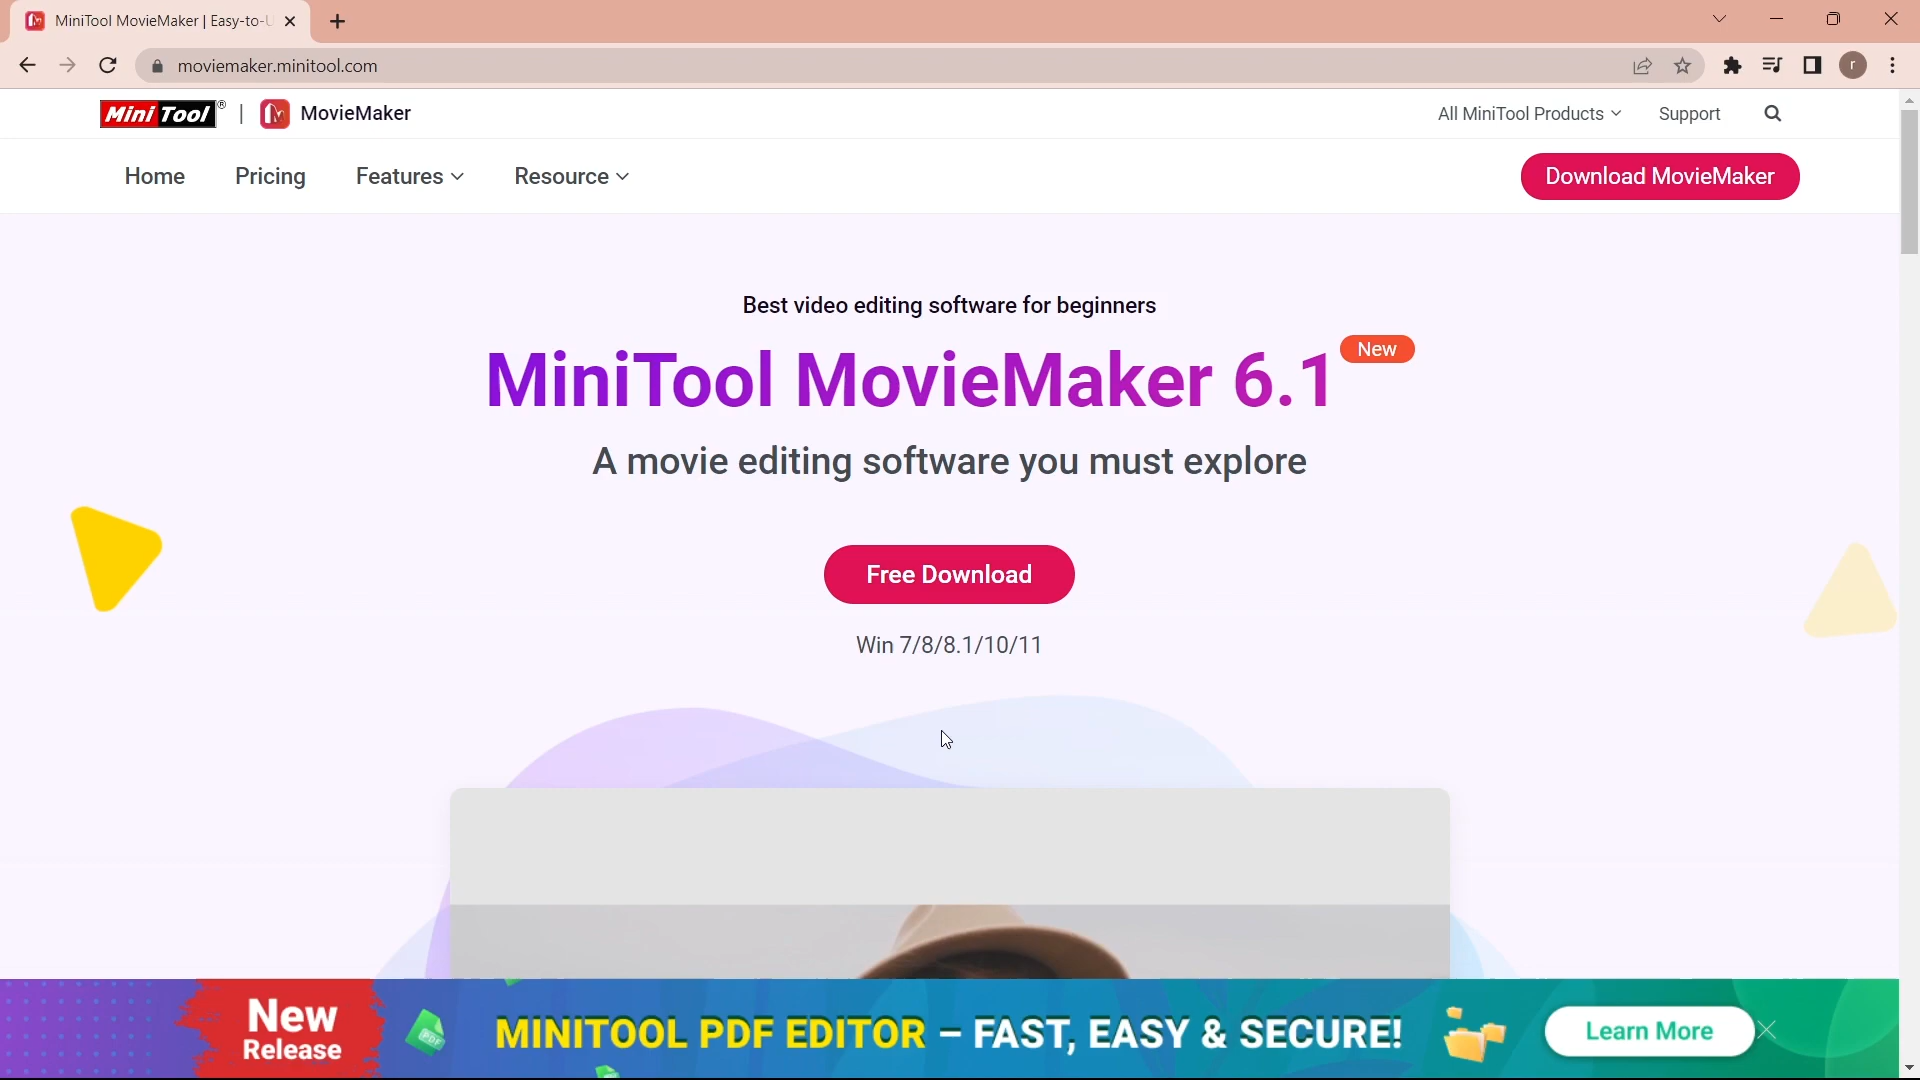 MiniTool MovieMaker | Easy-to-U
moviemaker.minitool.com
r
Mini Tool® | MovieMaker
All MiniTool Products
Support
Home
Pricing
Features
Resource
Download MovieMaker
Best video editing software for beginners
MiniTool MovieMaker 6.1
New
A movie editing software you must explore
Free Download
Win 7/8/8.1/10/11
New
Release
PDF
MINITOOL PDF EDITOR – FAST, EASY & SECURE!
Learn More